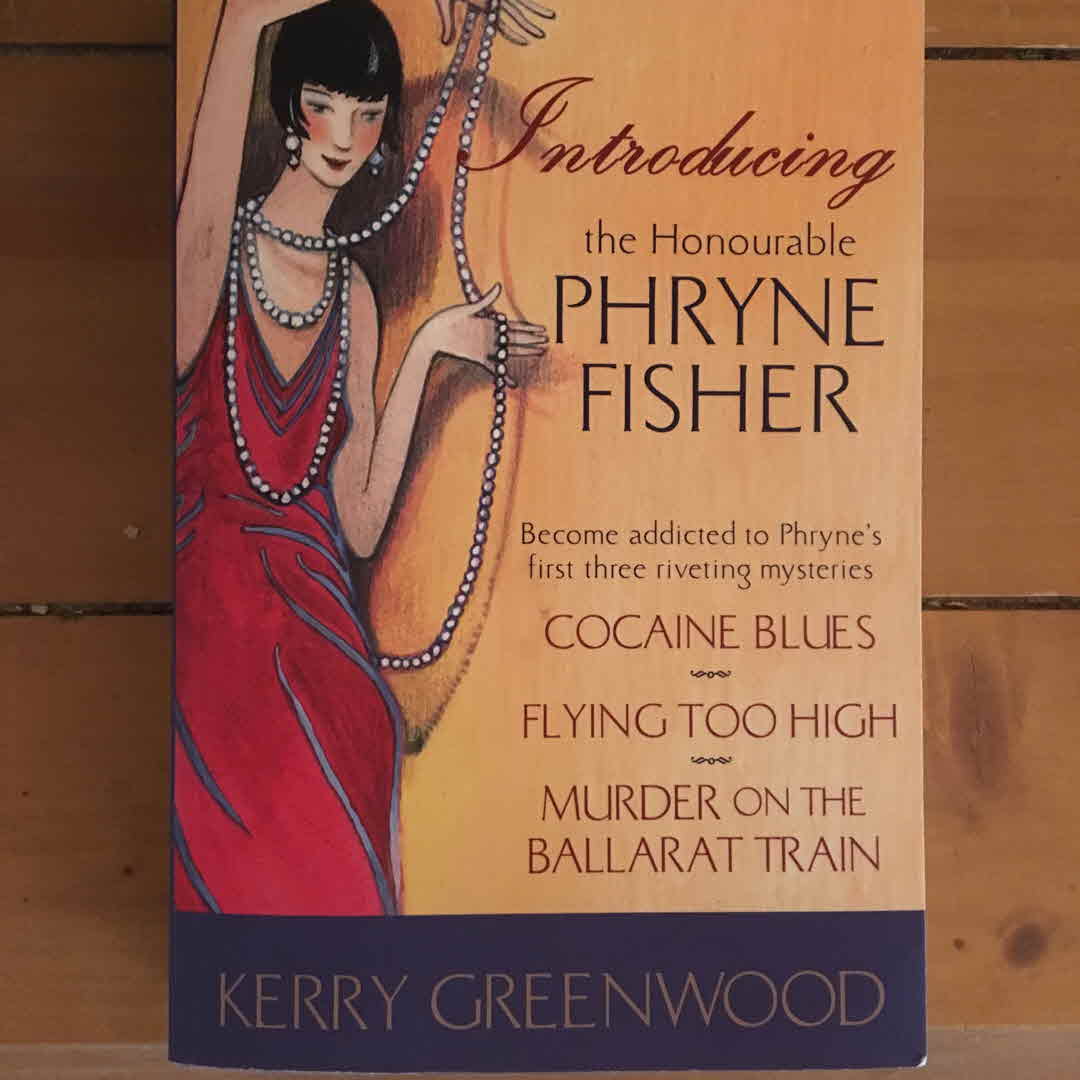 Introducing
the Honourable
PHRYNE
FISHER
Become addicted to Phryne's
first three riveting mysteries
COCAINE BLUES
FLYING TOO HIGH
MURDER ON THE
BALLARAT TRAIN
KERRY GREENWOOD